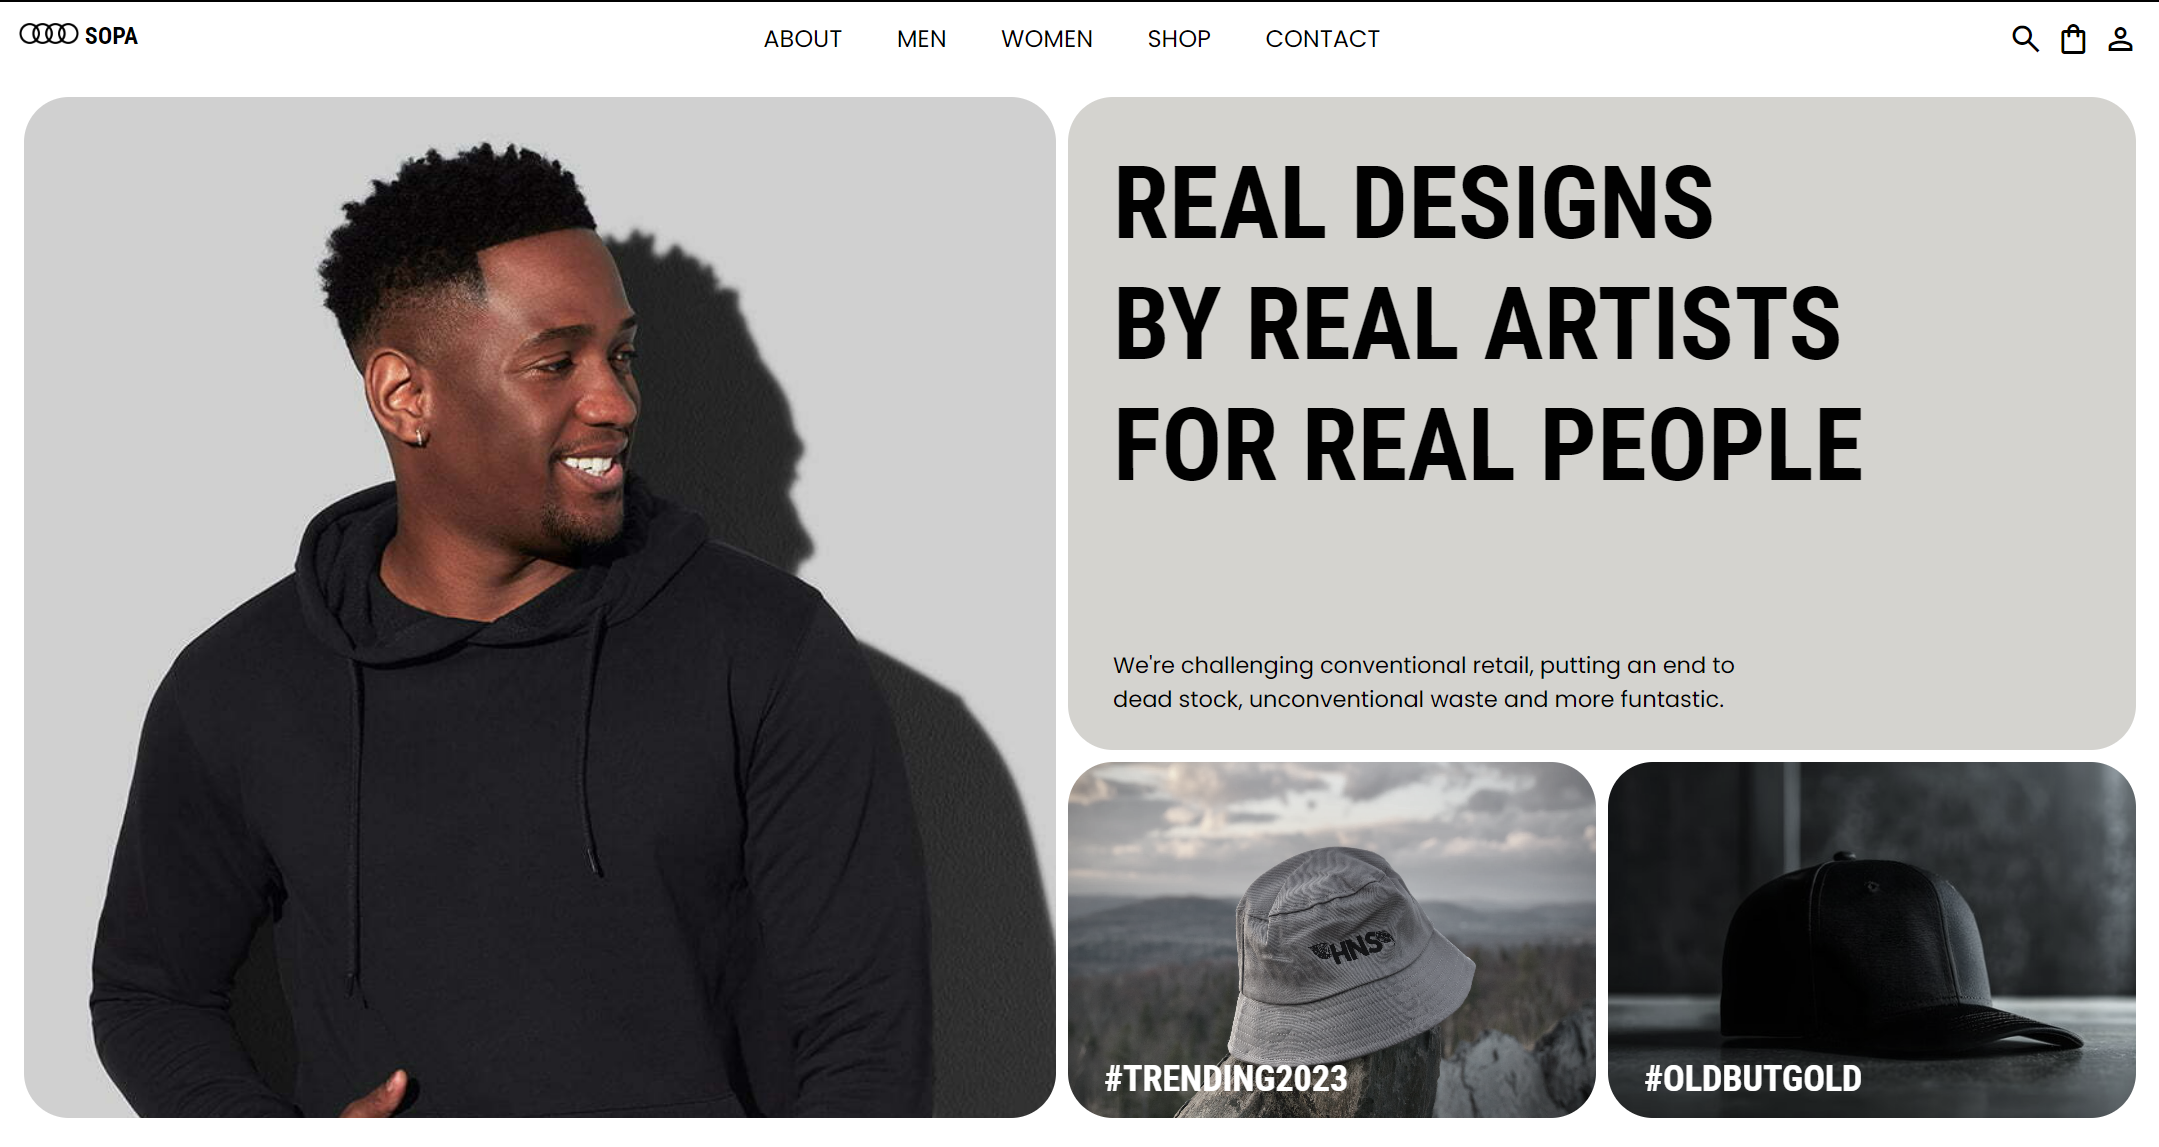 SOPA
ABOUT MEN WOMEN SHOP CONTACT
REAL DESIGNS
BY REAL ARTISTS
FOR REAL PEOPLE
We're challenging conventional retail, putting an end to
dead stock, unconventional waste and more funtastic.
HNS
#TRENDING2023
#OLDBUTGOLD